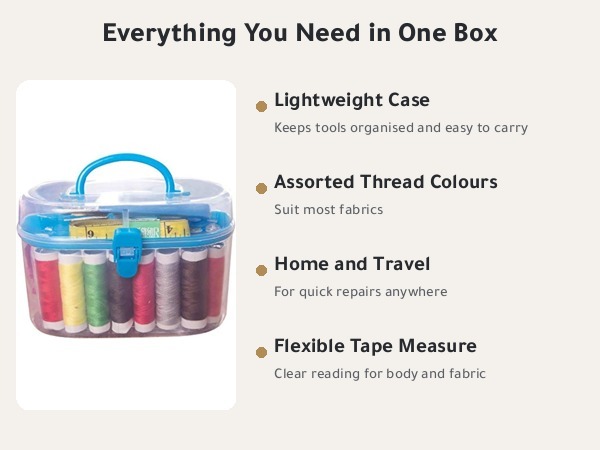 Everything You Need in One Box
Lightweight Case
Keeps tools organised and easy to carry
Assorted Thread Colours
Suit most fabrics
Home and Travel
For quick repairs anywhere
Flexible Tape Measure
Clear reading for body and fabric